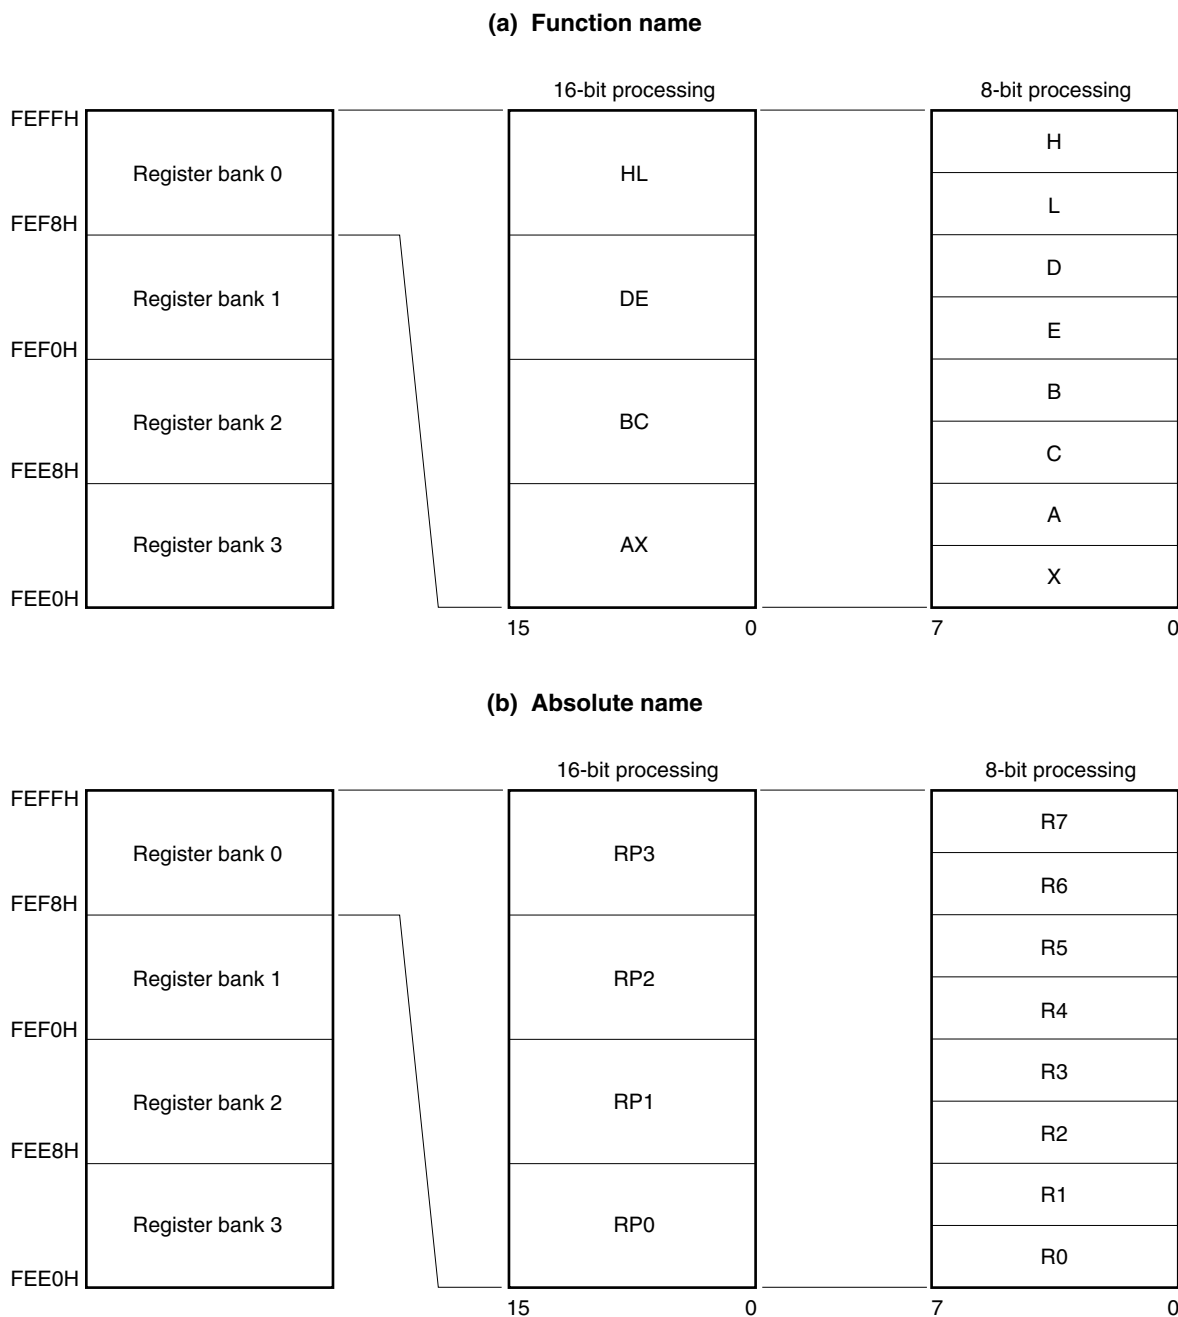 (a) Function name
16-bit processing
8-bit processing
FEFFH
Register bank 0
HL
H
L
FEF8H
Register bank 1
DE
D
E
FEF0H
Register bank 2
BC
B
C
FEE8H
Register bank 3
AX
A
X
FEE0H
15
0
7
0
(b) Absolute name
16-bit processing
8-bit processing
FEFFH
Register bank 0
RP3
R7
R6
FEF8H
Register bank 1
RP2
R5
R4
FEF0H
Register bank 2
RP1
R3
R2
FEE8H
Register bank 3
RP0
R1
R0
FEE0H
15
0
7
0